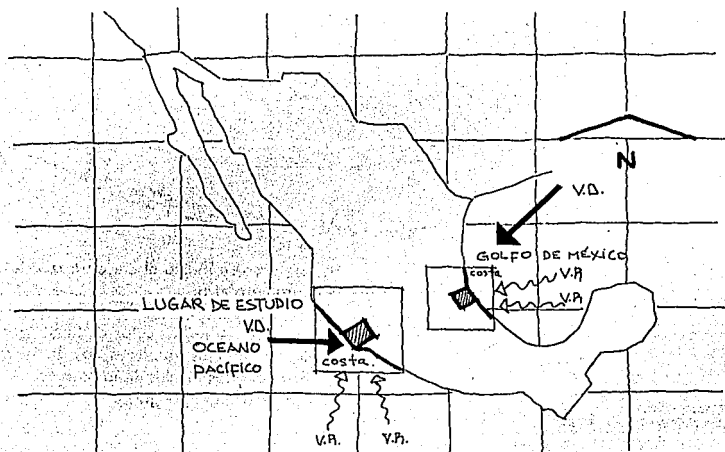 N
V.D.
GOLFO DE MÉXICO
costa
V.R.
V.R.
LUGAR DE ESTUDIO
V.D.
OCEANO
PACÍFICO
costa.
V.R.
V.R.